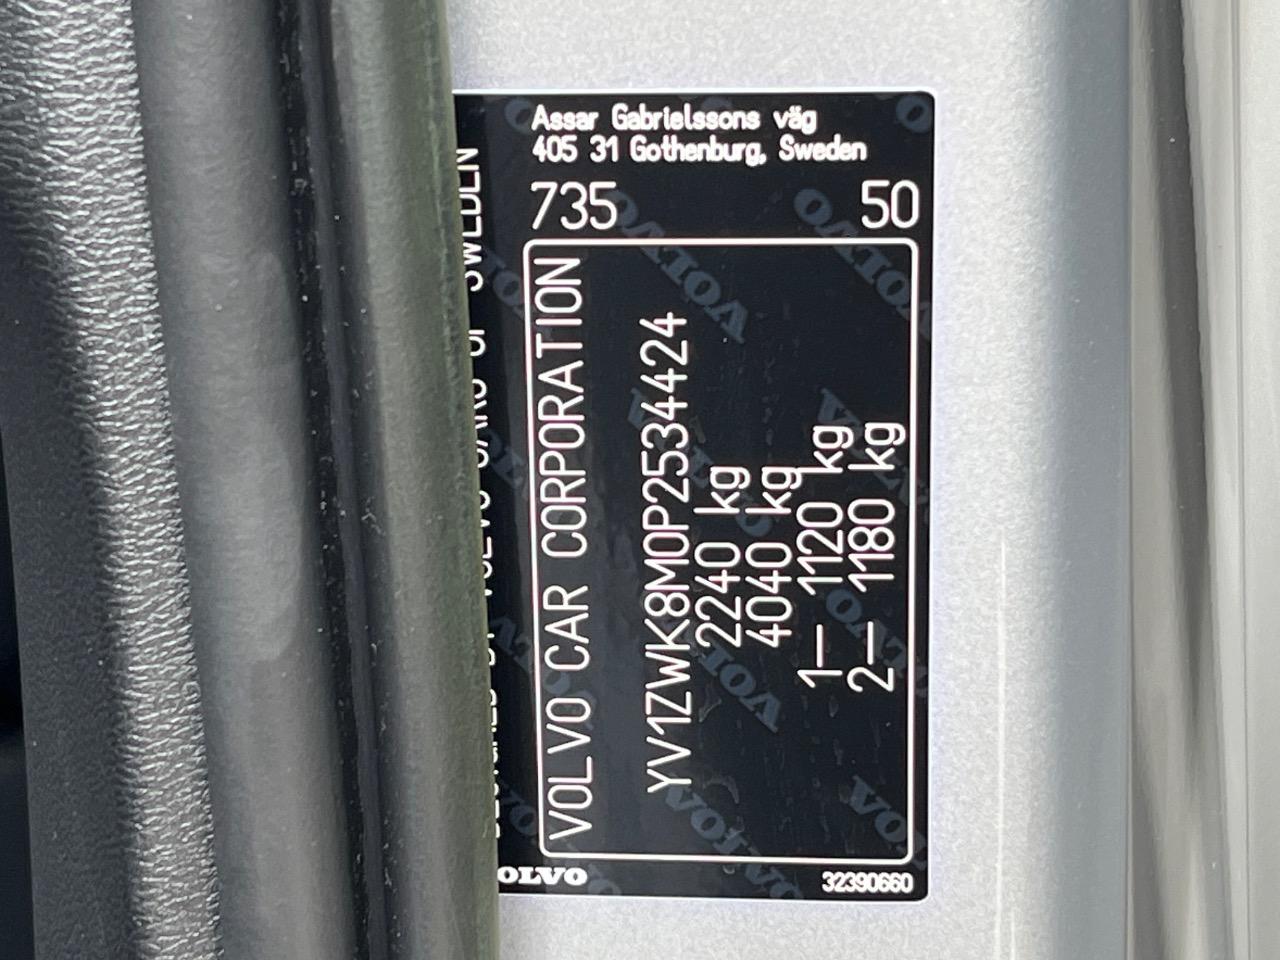 Assar Gabrielssons väg
405 31 Gothenburg, Sweden
735 50
VOLVO CAR CORPORATION
YV1ZWK8M0P2534424
2240 kg
4040 kg
1- 1120 kg
2- 1180 kg
OLVO
32390660